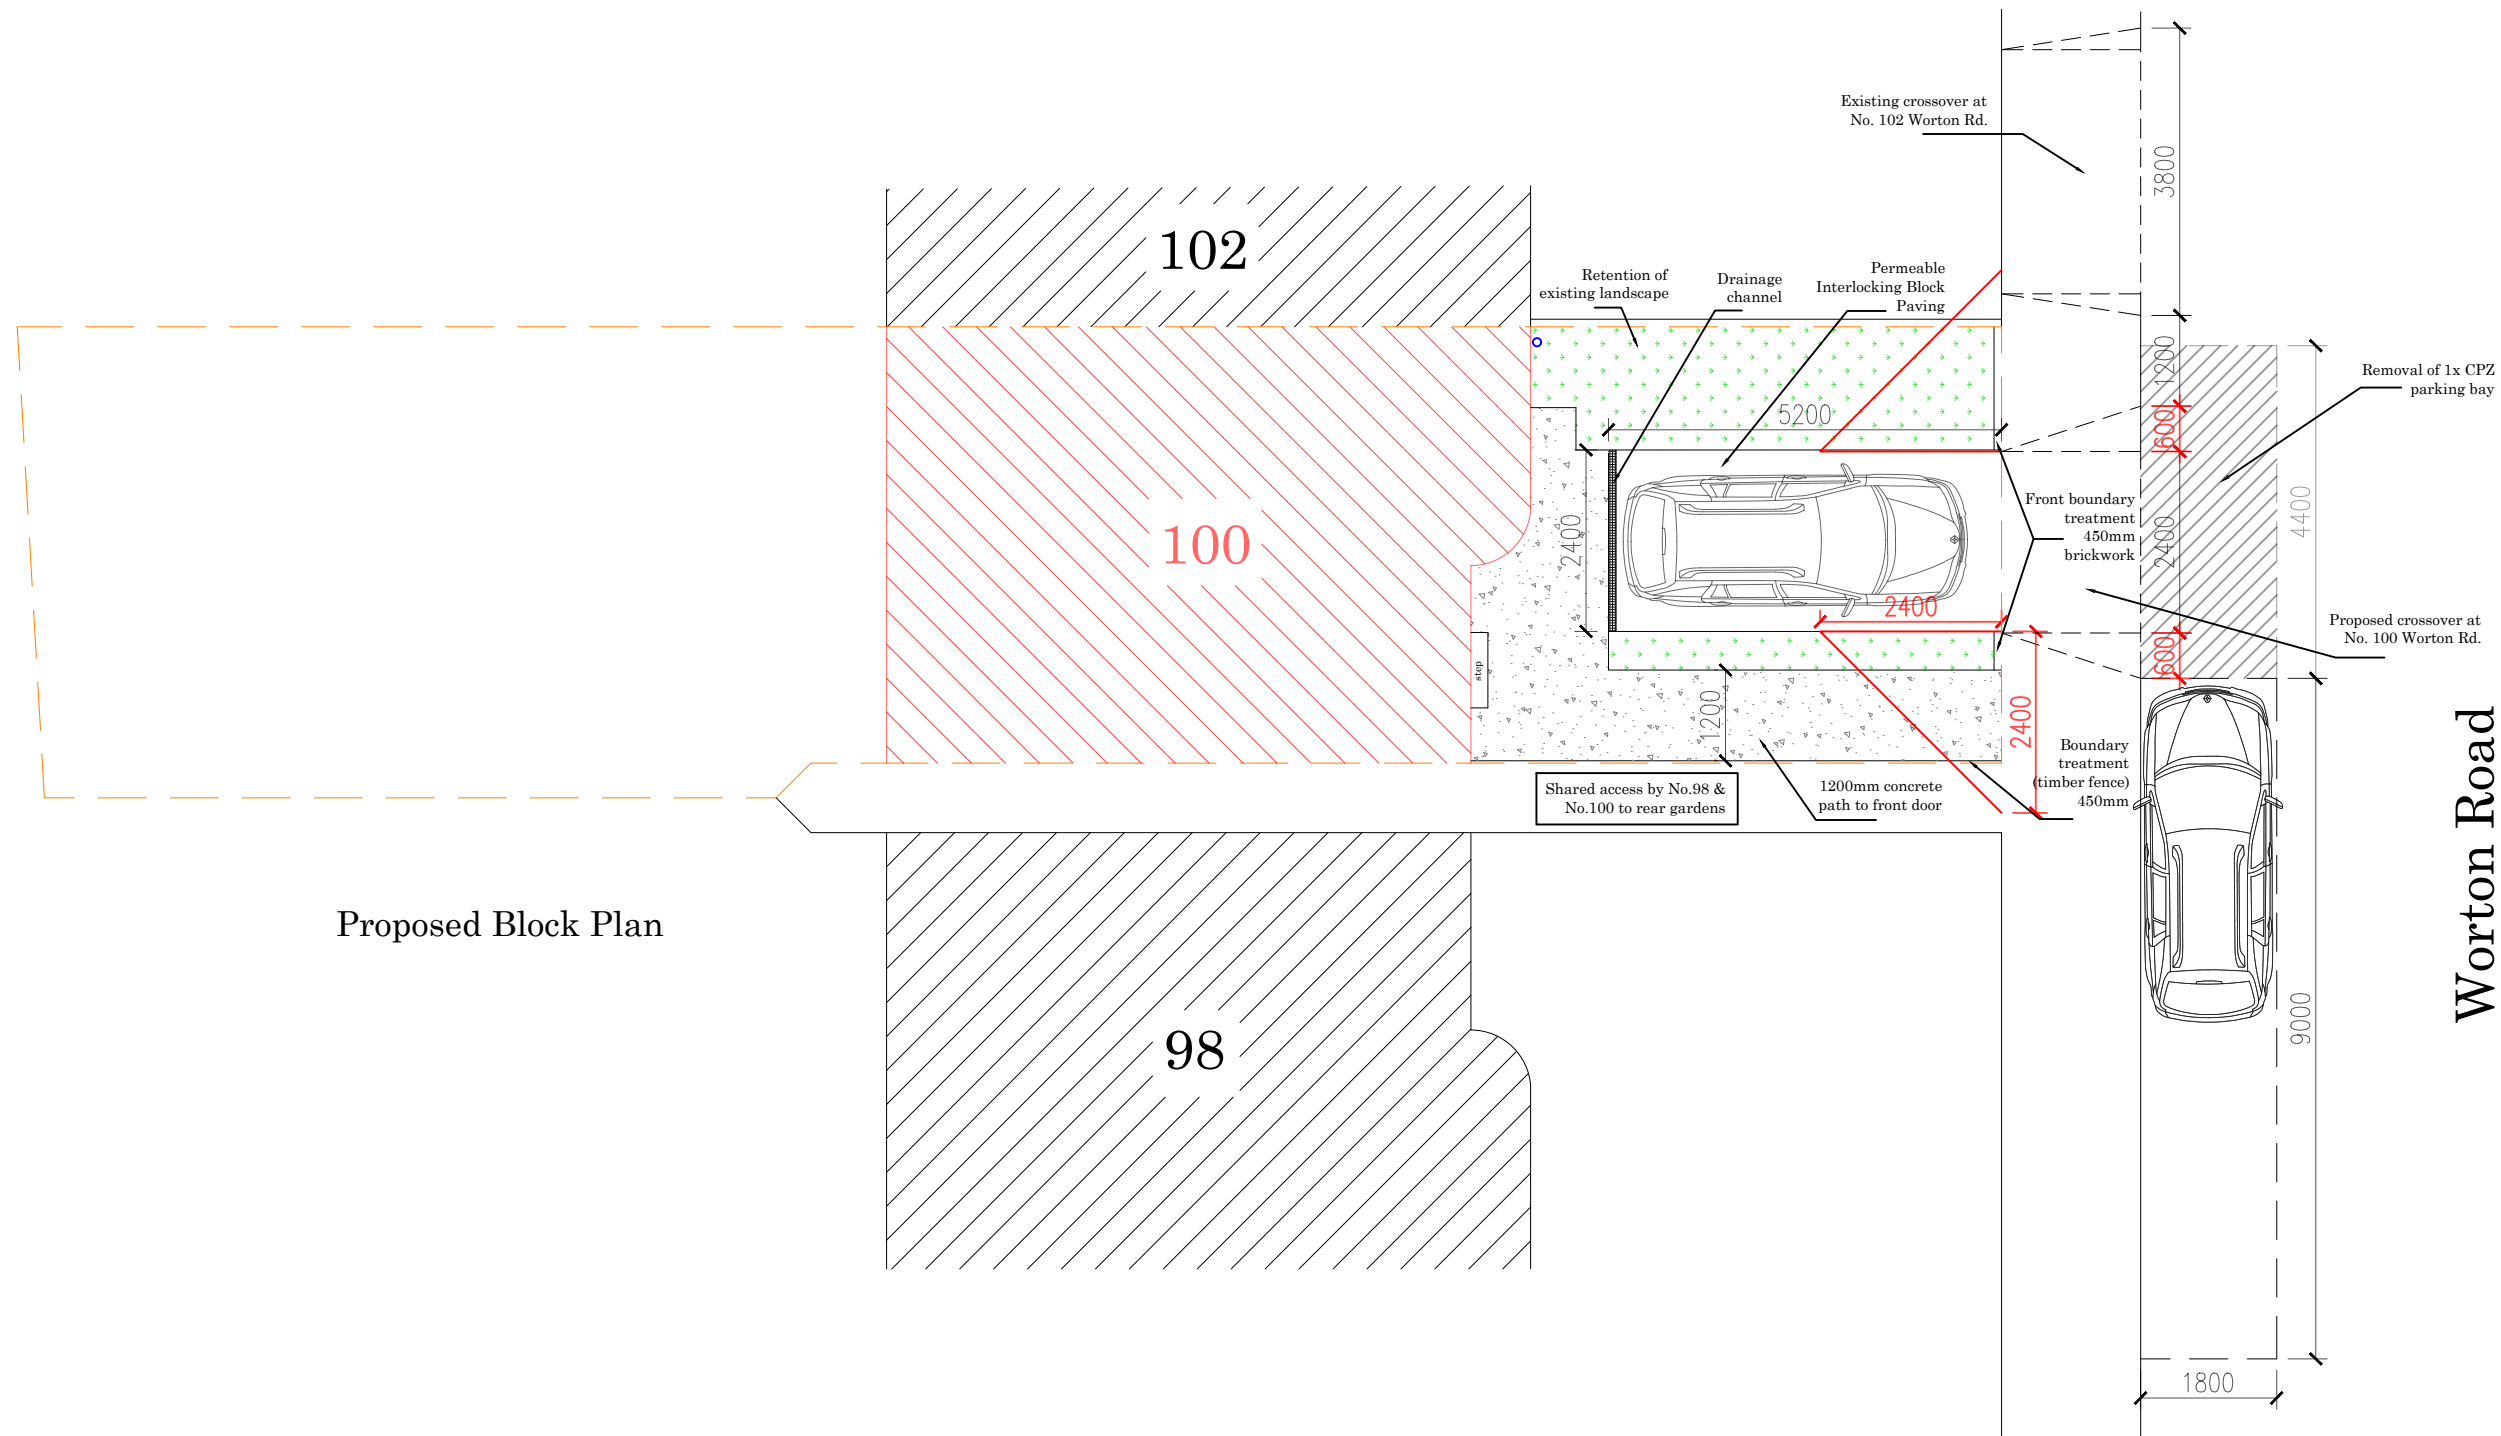 Existing crossover at
No. 102 Worton Rd.
3800
102
Retention of
existing landscape
Drainage
channel
Permeable
Interlocking Block
Paving
1200
Removal of 1x CPZ
parking bay
5200
600
Front boundary
treatment
450mm
brickwork
2400
4400
100
2400
2400
Proposed crossover at
No. 100 Worton Rd.
600
step
1200
2400
Boundary
treatment
(timber fence)
450mm
Shared access by No.98 &
No.100 to rear gardens
1200mm concrete
path to front door
Worton Road
Proposed Block Plan
98
9000
1800